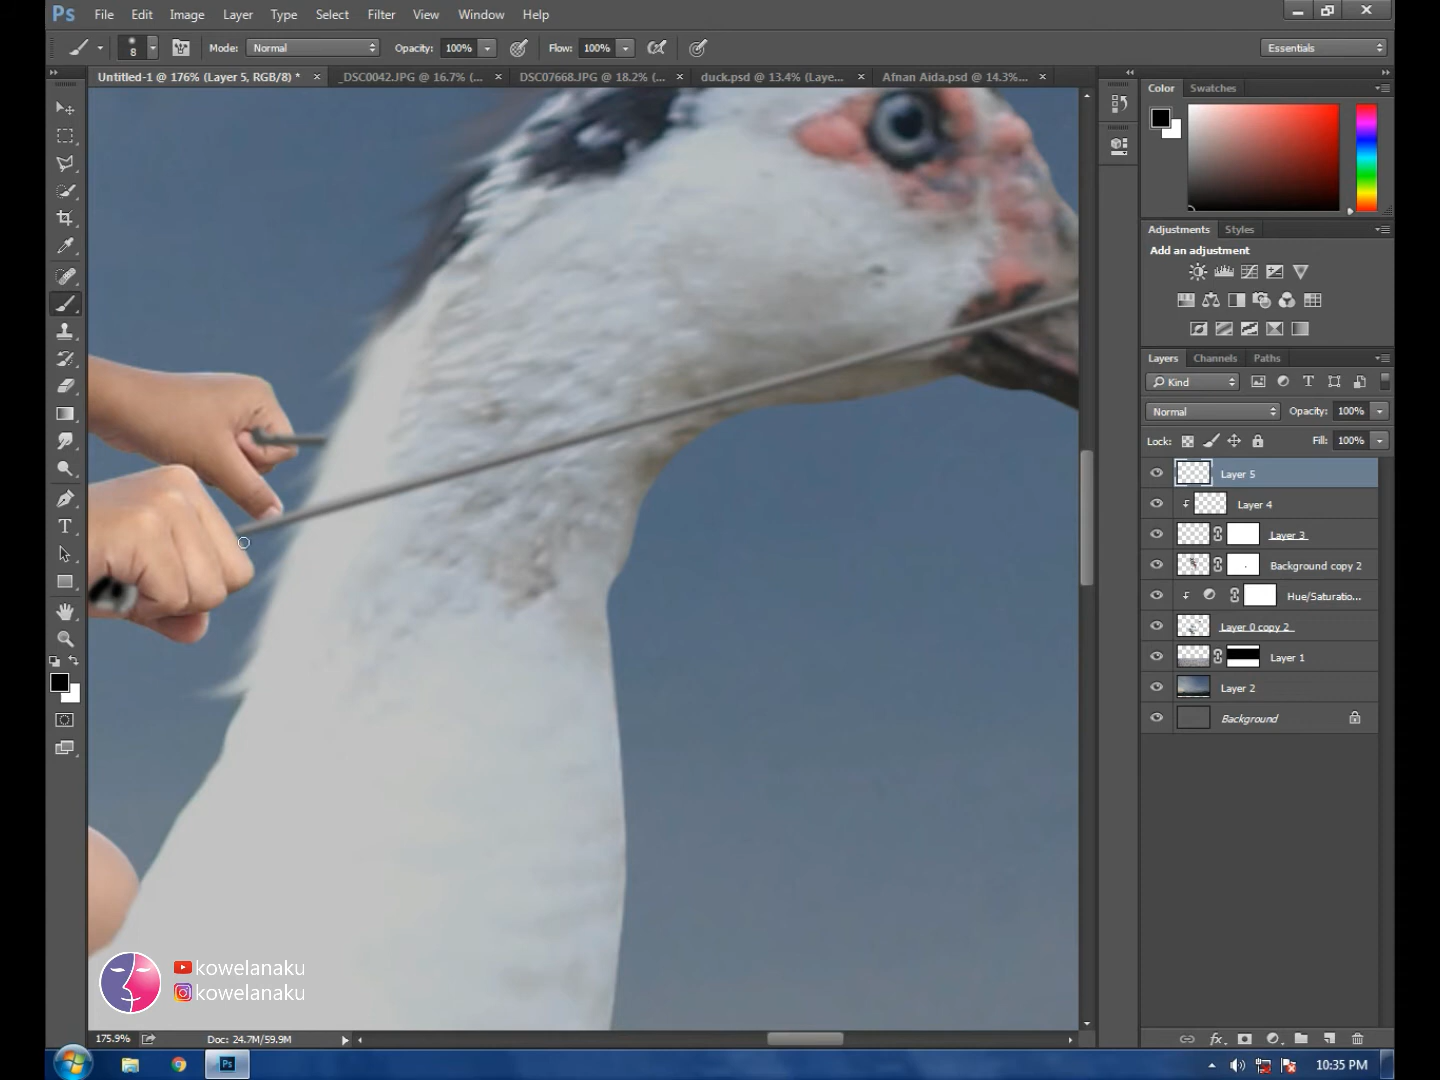 Ps File Edit Image Layer Type Select Filter View Window Help
8 Mode: Normal Opacity: 100% Flow: 100% Essentials
Untitled-1 @ 176% (Layer 5, RGB/8) * × _DSC0042.JPG @ 16.7% (... × DSC07668.JPG @ 18.2% (... × duck.psd @ 13.4% (Laye... × Afnan Aida.psd @ 14.3%... ×
Color Swatches
Adjustments Styles
Add an adjustment
Layers Channels Paths
Kind
Normal Opacity: 100%
Lock: Fill: 100%
Layer 5
Layer 4
Layer 3
Background copy 2
Hue/Saturatio...
Layer 0 copy 2
Layer 1
Layer 2
Background
kowelanaku
kowelanaku
175.9% Doc: 24.7M/59.9M
fx
Ps 10:35 PM